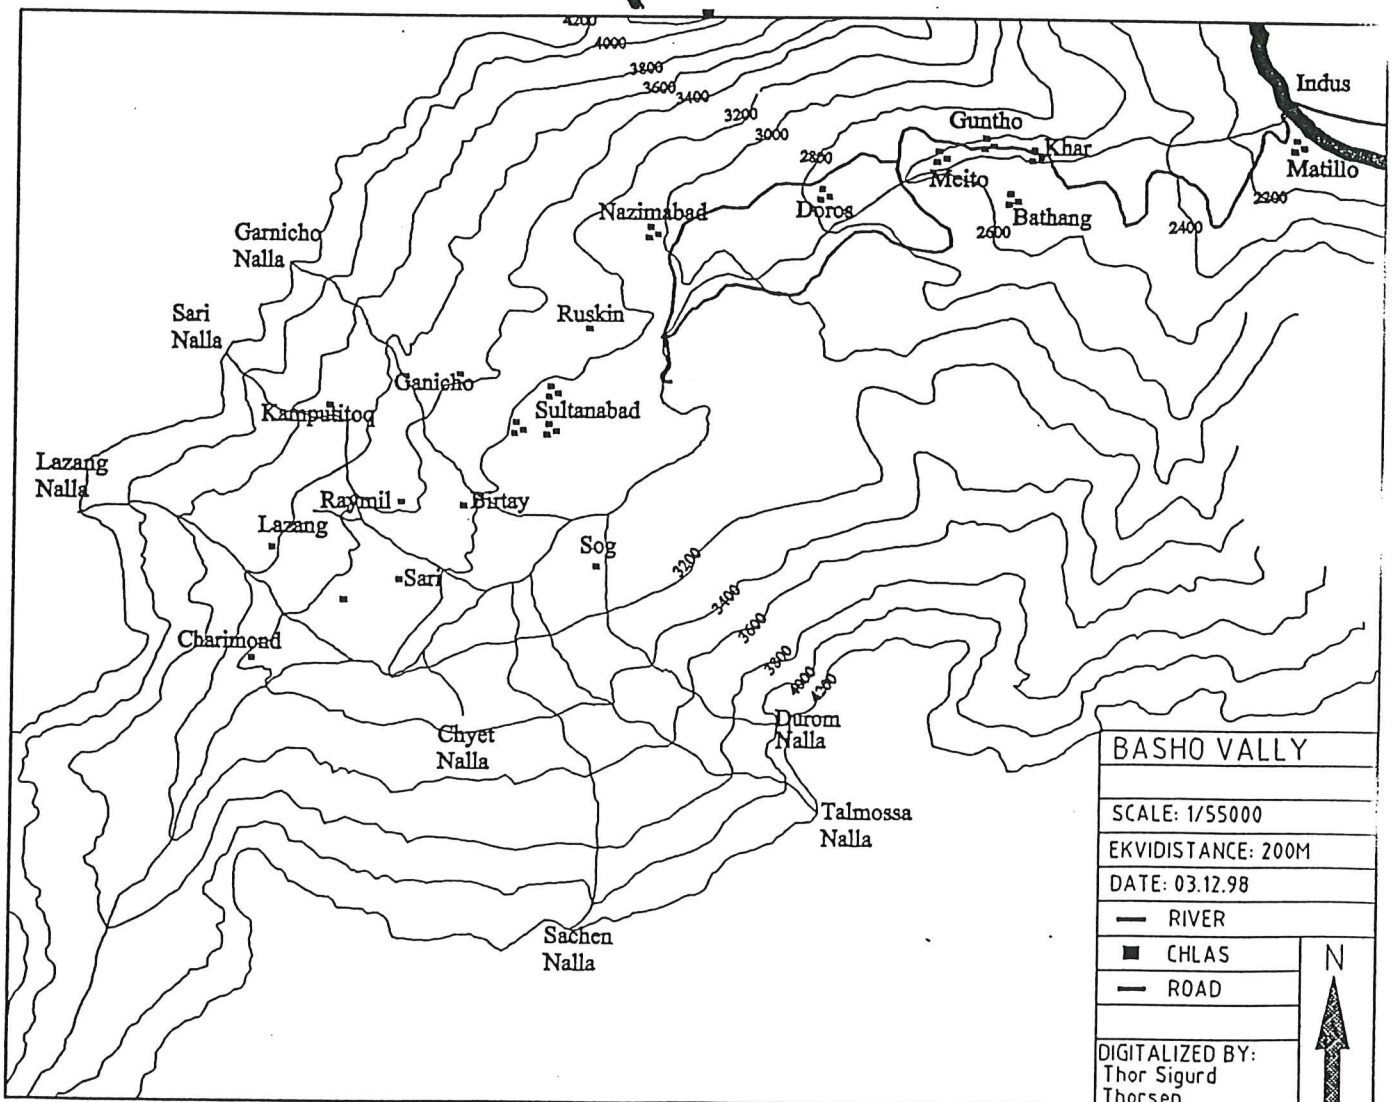 4200
4000
3800
3600
3400
3200
3000
2800
Indus
Guntho
Khar
Meito
Matillo
Doros
Bathang
2600
2400
2200
Nazimabad
Garnicho
Nalla
Sari
Nalla
Ruskin
Ganicho
Kampulitoq
Sultanabad
Lazang
Nalla
Raymil
Birtay
Lazang
Sog
Sari
Charimond
3200
3400
3600
3800
4000
4200
Chyet
Nalla
Durom
Nalla
Talmossa
Nalla
Sachen
Nalla
BASHO VALLY
SCALE: 1/55000
EKVIDISTANCE: 200M
DATE: 03.12.98
RIVER
CHLAS
ROAD
N
DIGITALIZED BY:
Thor Sigurd
Thorsen